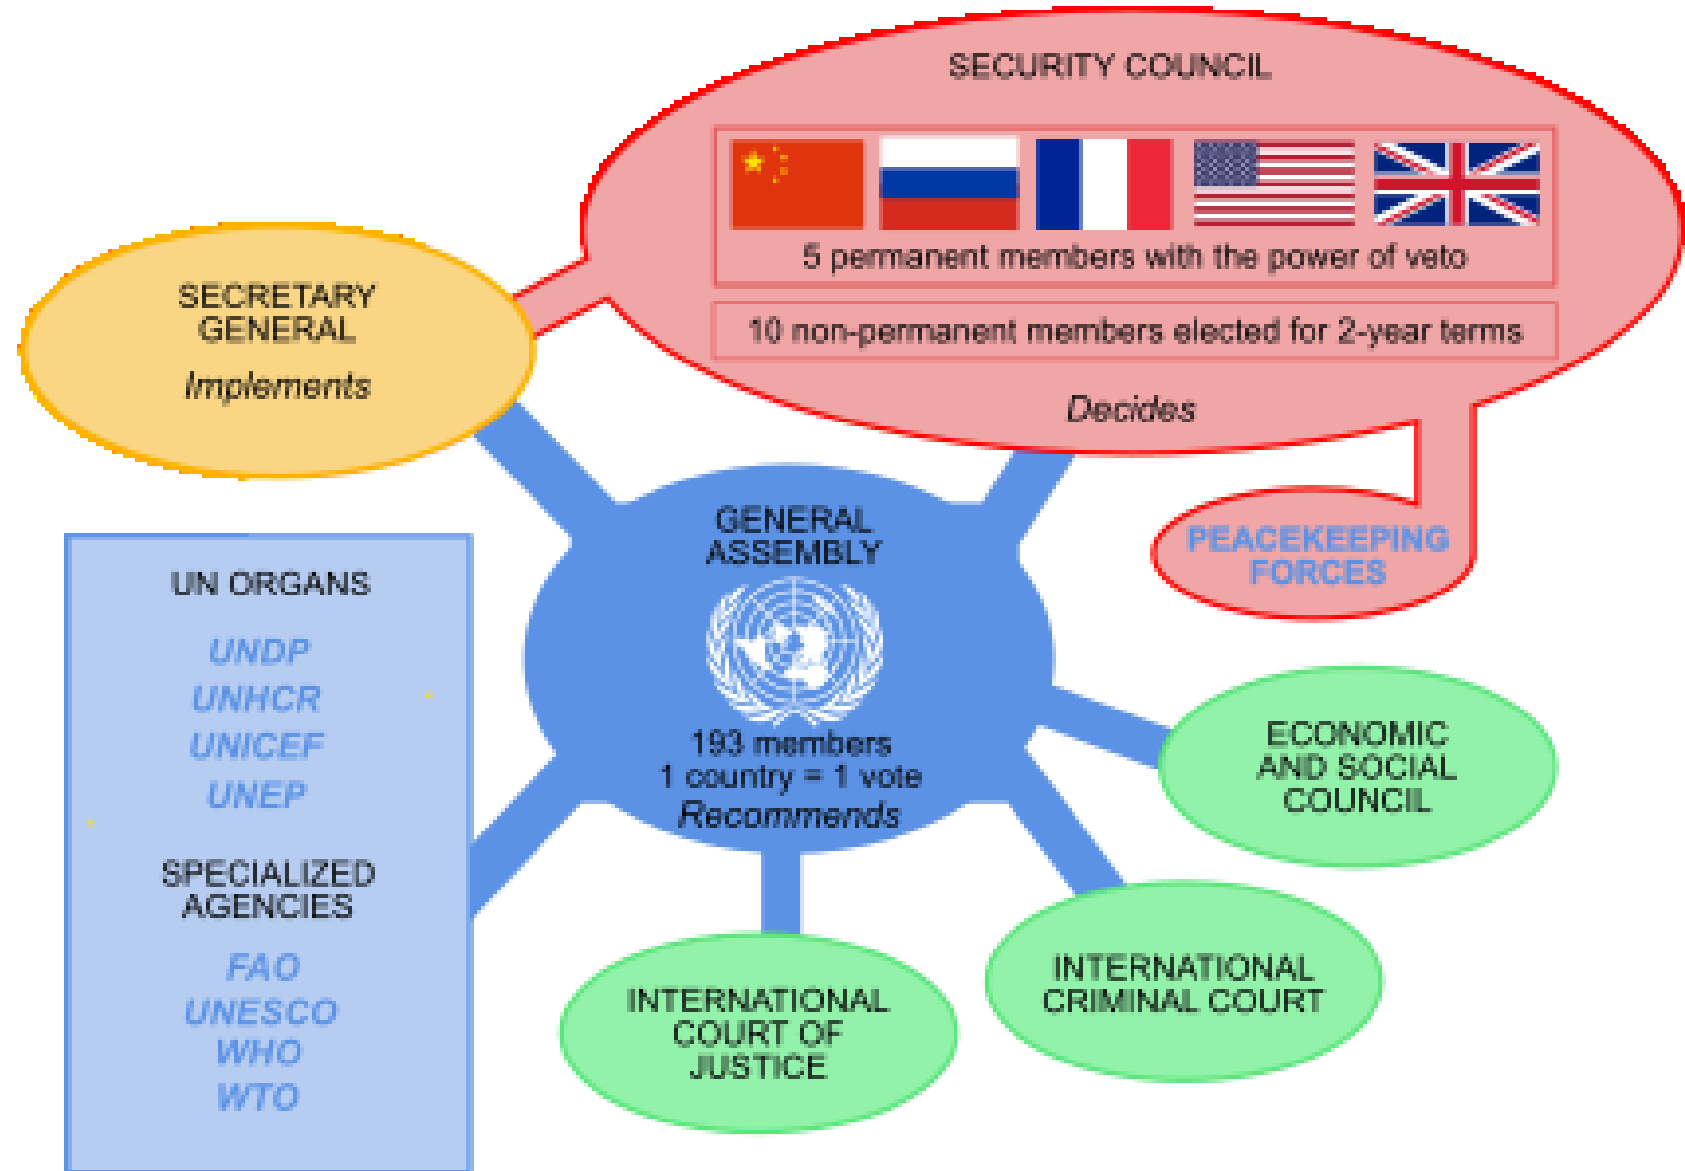 SECURITY COUNCIL
5 permanent members with the power of veto
10 non-permanent members elected for 2-year terms
Decides
SECRETARY
GENERAL
Implements
GENERAL
ASSEMBLY
193 members
1 country = 1 vote
Recommends
PEACEKEEPING
FORCES
UN ORGANS
UNDP
UNHCR
UNICEF
UNEP
SPECIALIZED
AGENCIES
FAO
UNESCO
WHO
WTO
ECONOMIC
AND SOCIAL
COUNCIL
INTERNATIONAL
CRIMINAL COURT
INTERNATIONAL
COURT OF
JUSTICE